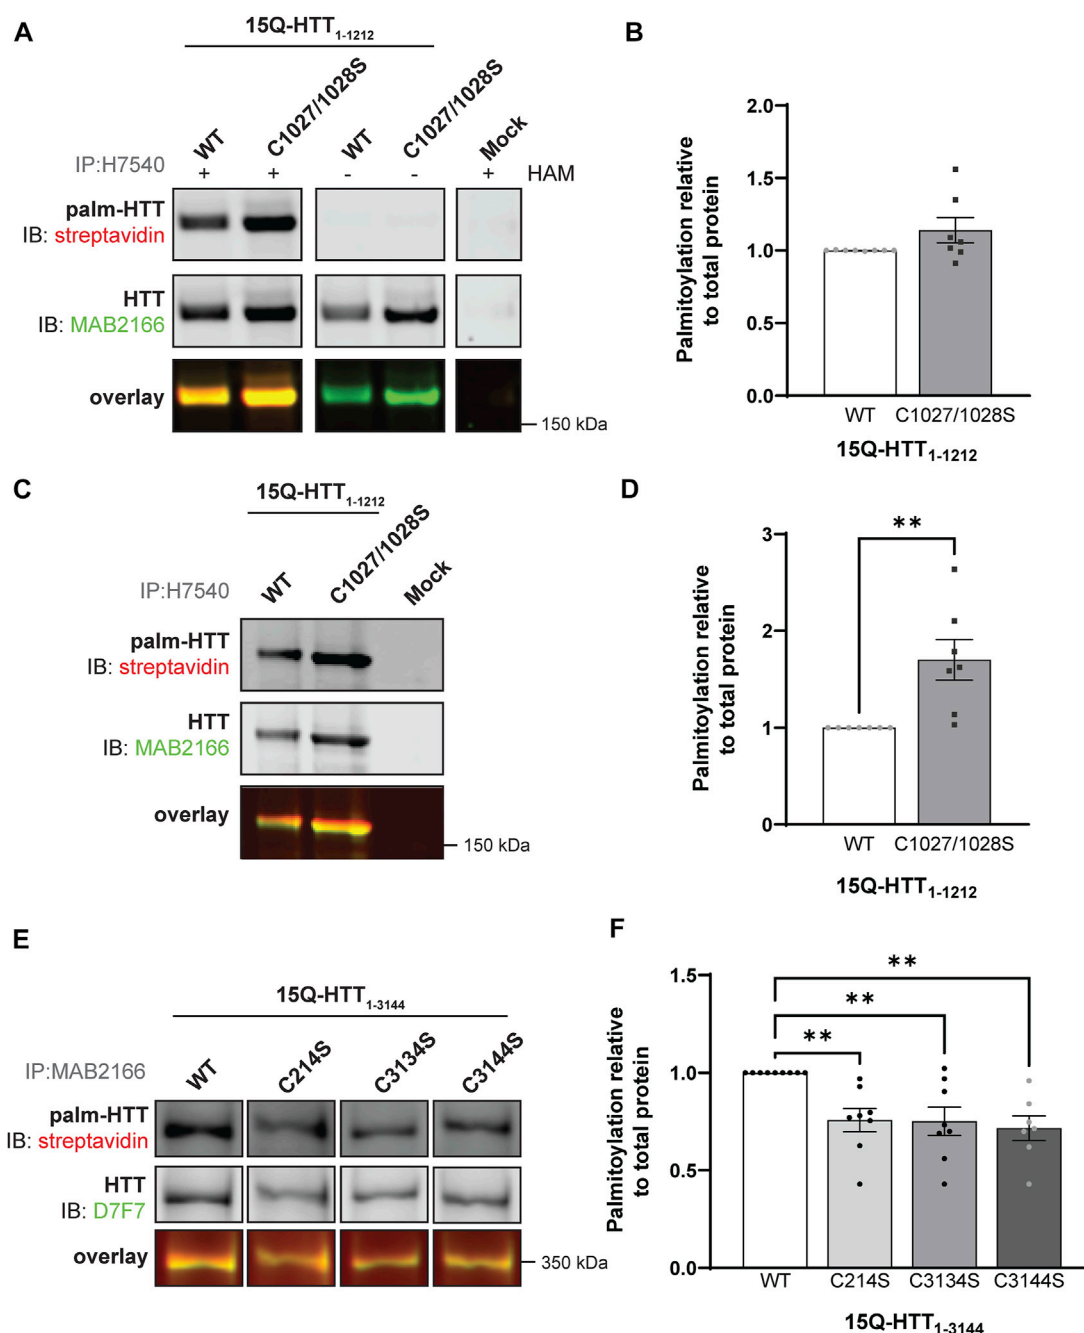 A
15Q-HTT1-1212
WT
C1027/1028S
WT
C1027/1028S
Mock
IP:H7540
+ + - - + HAM
palm-HTT
IB: streptavidin
HTT
IB: MAB2166
overlay
150 kDa
B
Palmitoylation relative
to total protein
2.0
1.5
1.0
0.5
0.0
WT C1027/1028S
15Q-HTT1-1212
C
15Q-HTT1-1212
WT
C1027/1028S
Mock
IP:H7540
palm-HTT
IB: streptavidin
HTT
IB: MAB2166
overlay
150 kDa
D
Palmitoylation relative
to total protein
3
2
1
0
**
WT C1027/1028S
15Q-HTT1-1212
E
15Q-HTT1-3144
WT
C214S
C3134S
C3144S
IP:MAB2166
palm-HTT
IB: streptavidin
HTT
IB: D7F7
overlay
350 kDa
F
Palmitoylation relative
to total protein
1.5
1.0
0.5
0.0
**
**
**
WT C214S C3134S C3144S
15Q-HTT1-3144